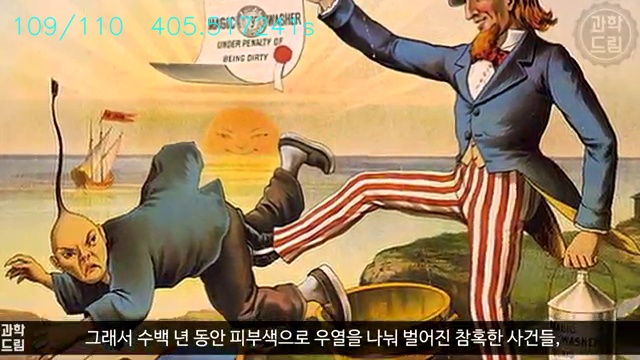 109/110 405.517241s
MAGIC WASHER
UNDER PENALTY OF
BEING DIRTY
과학
드림
과학
드림
그래서 수백 년 동안 피부색으로 우열을 나눠 벌어진 참혹한 사건들,